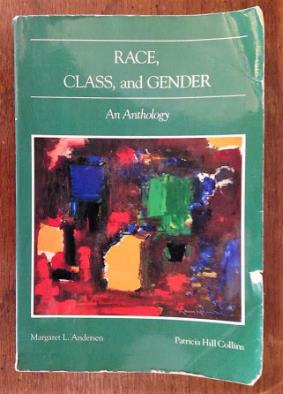 RACE,
CLASS, and GENDER
An Anthology
Margaret L. Andersen
Patricia Hill Collins